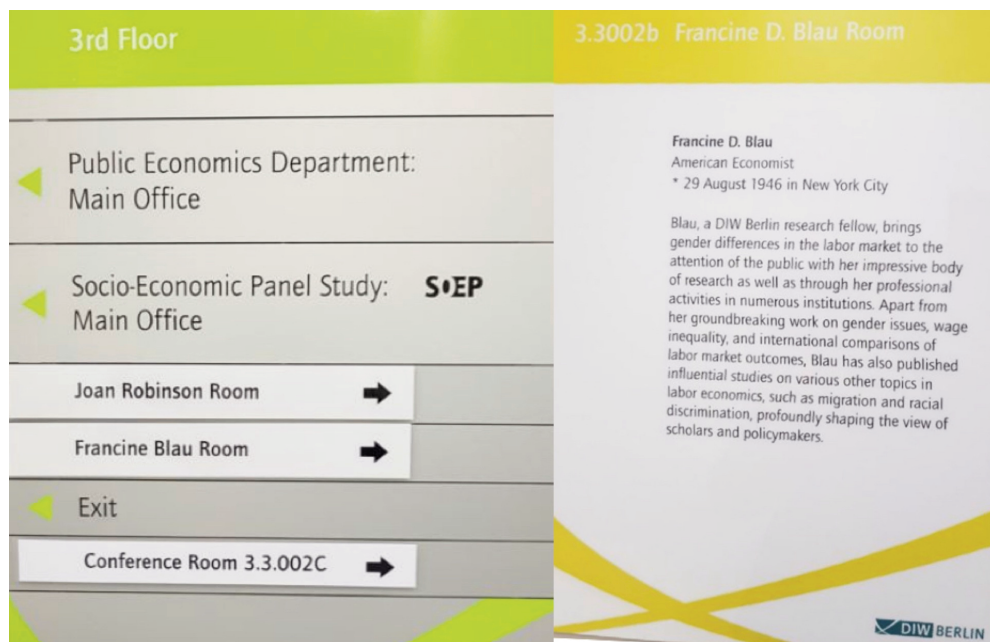 3rd Floor
Public Economics Department:
Main Office
Socio-Economic Panel Study: SOEP
Main Office
Joan Robinson Room
Francine Blau Room
Exit
Conference Room 3.3.002C
3.3002b Francine D. Blau Room
Francine D. Blau
American Economist
* 29 August 1946 in New York City
Blau, a DIW Berlin research fellow, brings
gender differences in the labor market to the
attention of the public with her impressive body
of research as well as through her professional
activities in numerous institutions. Apart from
her groundbreaking work on gender issues, wage
inequality, and international comparisons of
labor market outcomes, Blau has also published
influential studies on various other topics in
labor economics, such as migration and racial
discrimination, profoundly shaping the view of
scholars and policymakers.
DIW BERLIN